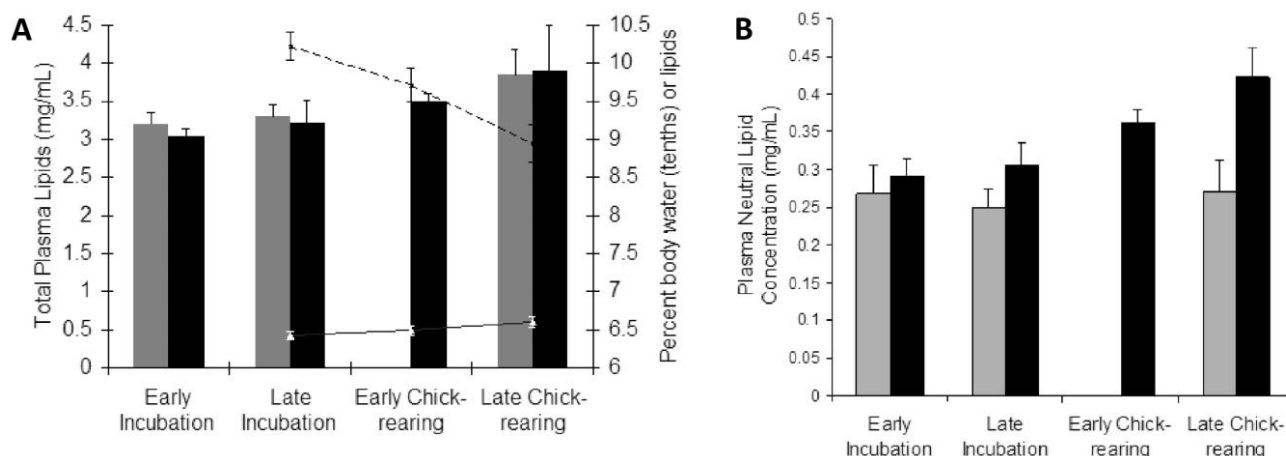 A
Total Plasma Lipids (mg/mL)
4.5
4
3.5
3
2.5
2
1.5
1
0.5
0
10.5
10
9.5
9
8.5
8
7.5
7
6.5
6
Percent body water (tenths) or lipids
Early
Incubation
Late
Incubation
Early Chick-
rearing
Late Chick-
rearing
B
Plasma Neutral Lipid
Concentration (mg/mL)
0.5
0.45
0.4
0.35
0.3
0.25
0.2
0.15
0.1
0.05
0
Early
Incubation
Late
Incubation
Early Chick-
rearing
Late Chick-
rearing